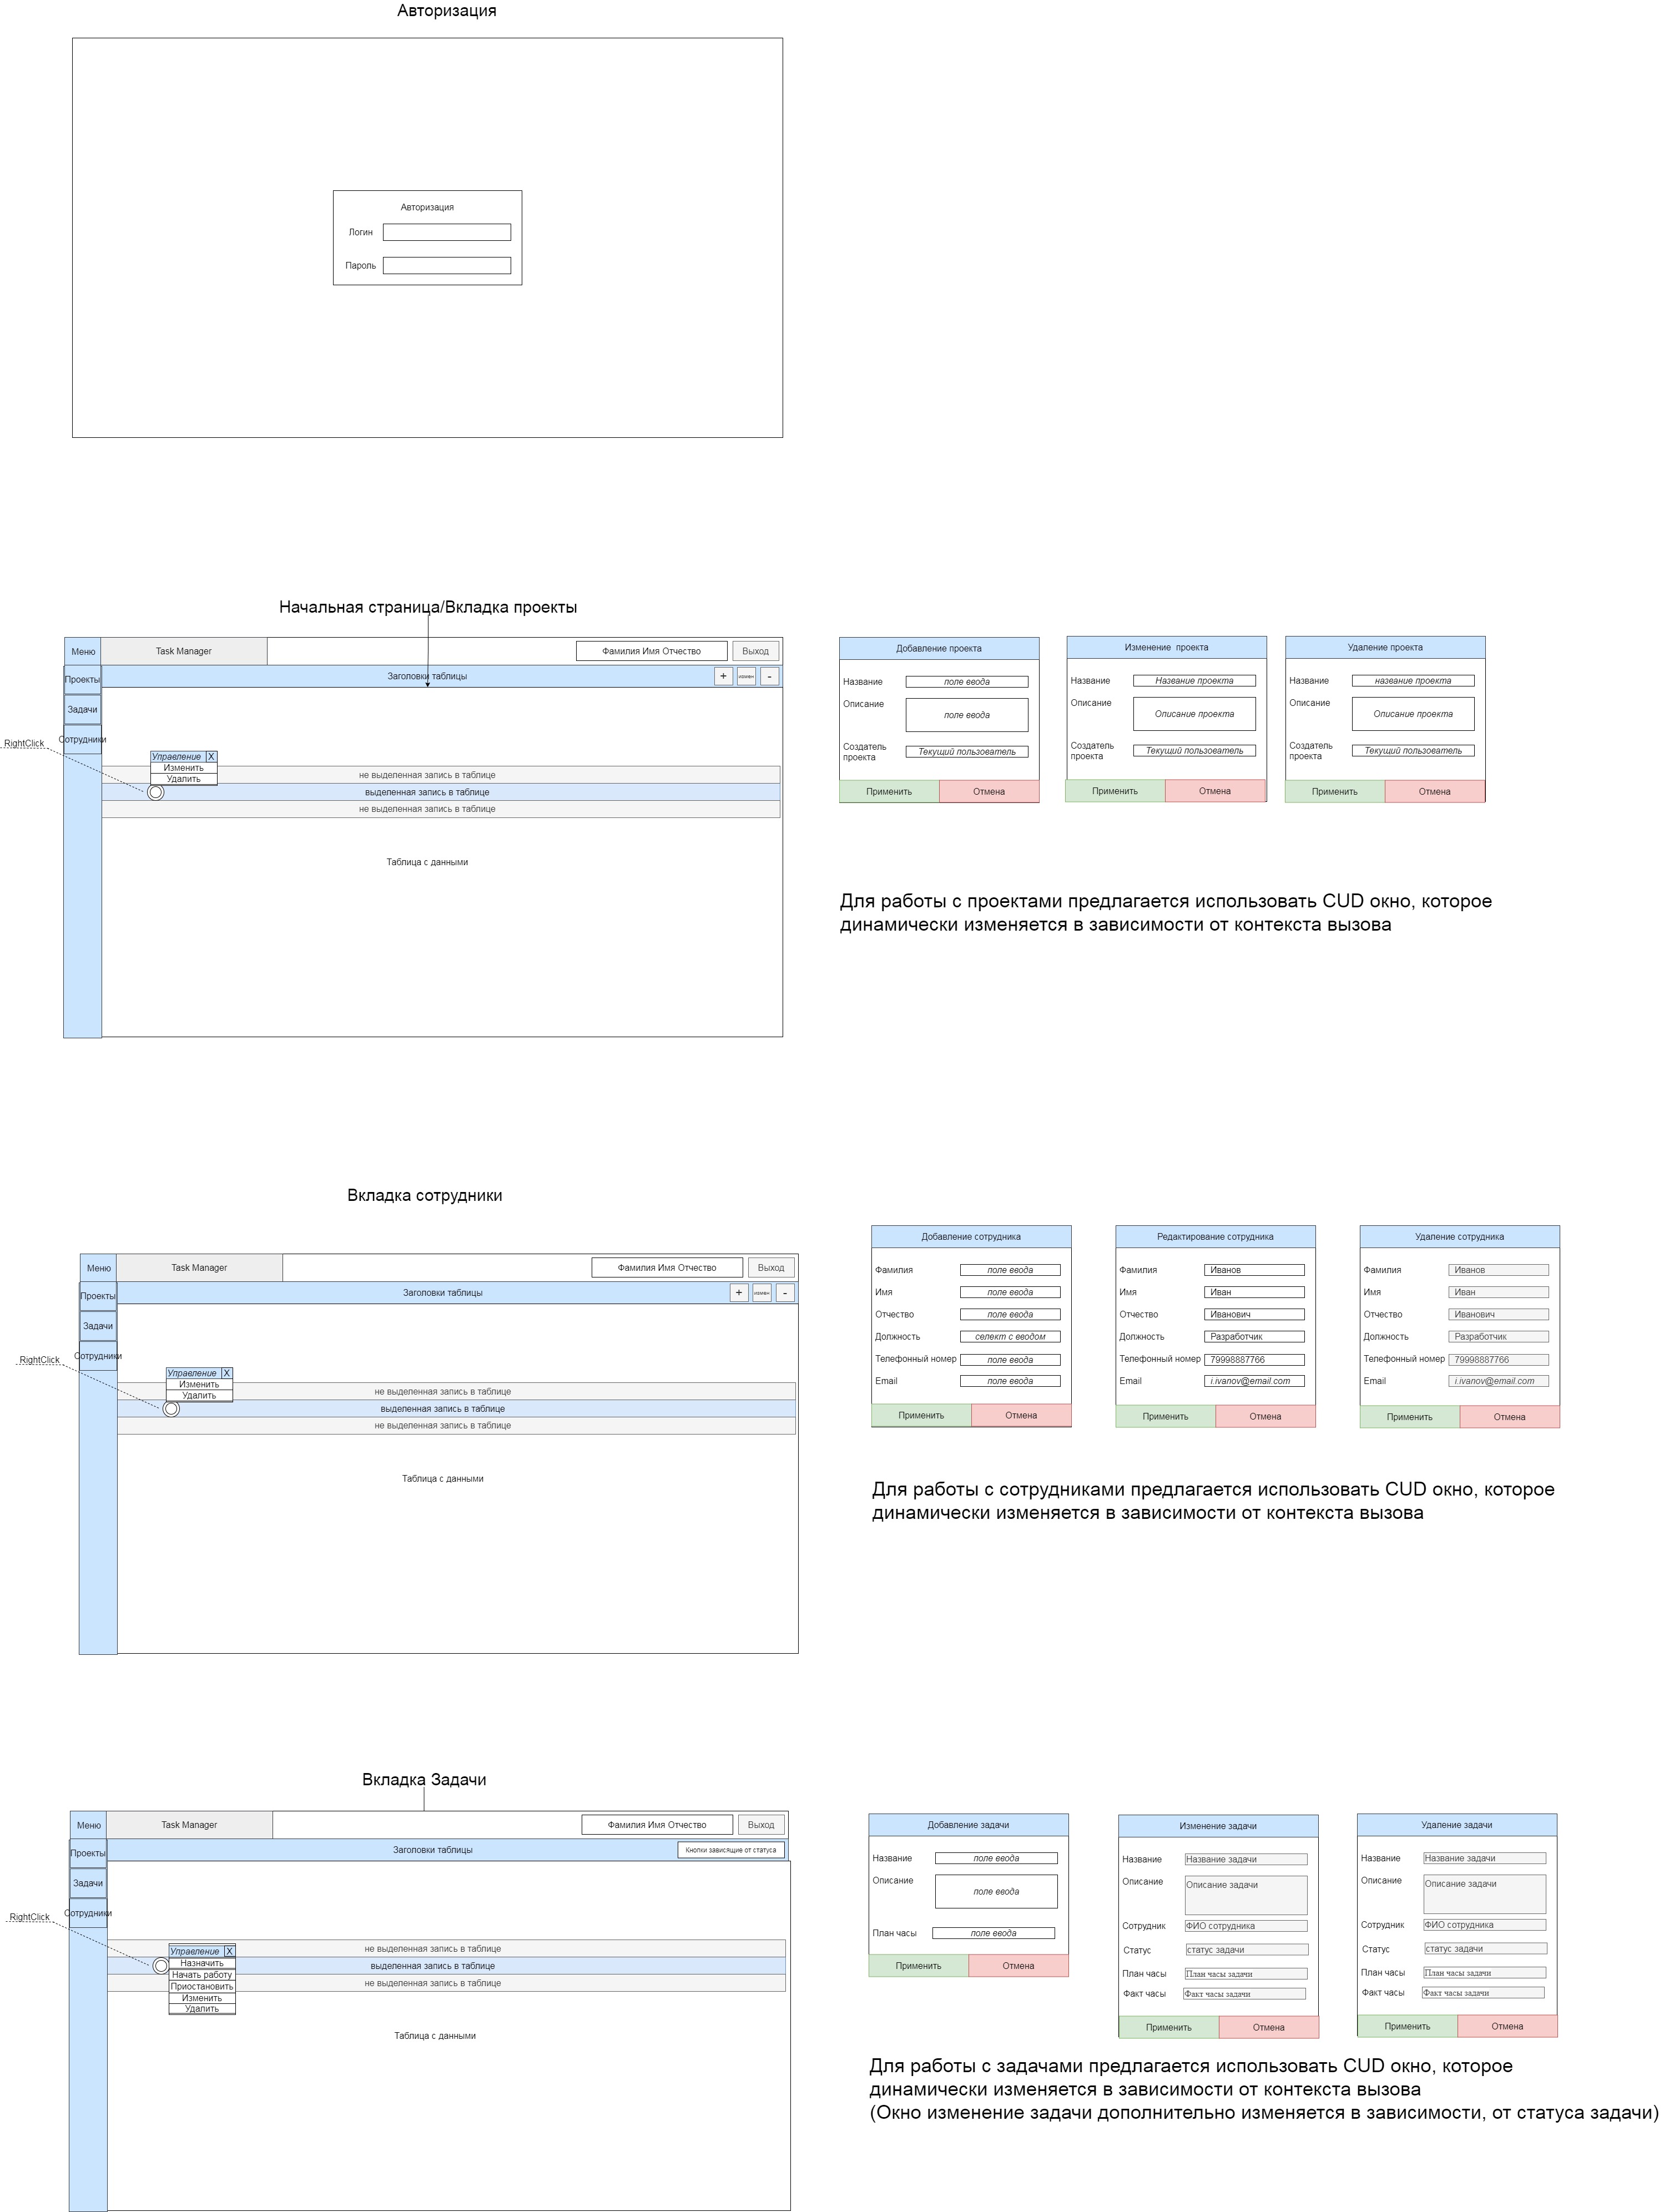 Авторизация
Авторизация
Логин
Пароль
Начальная страница/Вкладка проекты
Меню
Task Manager
Фамилия Имя Отчество
Выход
Проекты
Заголовки таблицы
+
измен
-
Задачи
Сотрудники
RightClick
Управление
X
Изменить
Удалить
не выделенная запись в таблице
выделенная запись в таблице
не выделенная запись в таблице
Таблица с данными
Добавление проекта
Название
поле ввода
Описание
поле ввода
Создатель
проекта
Текущий пользователь
Применить
Отмена
Изменение проекта
Название
Название проекта
Описание
Описание проекта
Создатель
проекта
Текущий пользователь
Применить
Отмена
Удаление проекта
Название
название проекта
Описание
Описание проекта
Создатель
проекта
Текущий пользователь
Применить
Отмена
Для работы с проектами предлагается использовать CUD окно, которое
динамически изменяется в зависимости от контекста вызова
Вкладка сотрудники
Меню
Task Manager
Фамилия Имя Отчество
Выход
Проекты
Заголовки таблицы
+
измен
-
Задачи
Сотрудники
RightClick
Управление
X
Изменить
Удалить
не выделенная запись в таблице
выделенная запись в таблице
не выделенная запись в таблице
Таблица с данными
Добавление сотрудника
Фамилия
поле ввода
Имя
поле ввода
Отчество
поле ввода
Должность
селект с вводом
Телефонный номер
поле ввода
Email
поле ввода
Применить
Отмена
Редактирование сотрудника
Фамилия
Иванов
Имя
Иван
Отчество
Иванович
Должность
Разработчик
Телефонный номер
79998887766
Email
i.ivanov@email.com
Применить
Отмена
Удаление сотрудника
Фамилия
Иванов
Имя
Иван
Отчество
Иванович
Должность
Разработчик
Телефонный номер
79998887766
Email
i.ivanov@email.com
Применить
Отмена
Для работы с сотрудниками предлагается использовать CUD окно, которое
динамически изменяется в зависимости от контекста вызова
Вкладка Задачи
Меню
Task Manager
Фамилия Имя Отчество
Выход
Проекты
Заголовки таблицы
Кнопки зависящие от статуса
Задачи
Сотрудники
RightClick
Управление
X
Назначить
Начать работу
Приостановить
Изменить
Удалить
не выделенная запись в таблице
выделенная запись в таблице
не выделенная запись в таблице
Таблица с данными
Добавление задачи
Название
поле ввода
Описание
поле ввода
План часы
поле ввода
Применить
Отмена
Изменение задачи
Название
Название задачи
Описание
Описание задачи
Сотрудник
ФИО сотрудника
Статус
статус задачи
План часы
План часы задачи
Факт часы
Факт часы задачи
Применить
Отмена
Удаление задачи
Название
Название задачи
Описание
Описание задачи
Сотрудник
ФИО сотрудника
Статус
статус задачи
План часы
План часы задачи
Факт часы
Факт часы задачи
Применить
Отмена
Для работы с задачами предлагается использовать CUD окно, которое
динамически изменяется в зависимости от контекста вызова
(Окно изменение задачи дополнительно изменяется в зависимости, от статуса задачи)